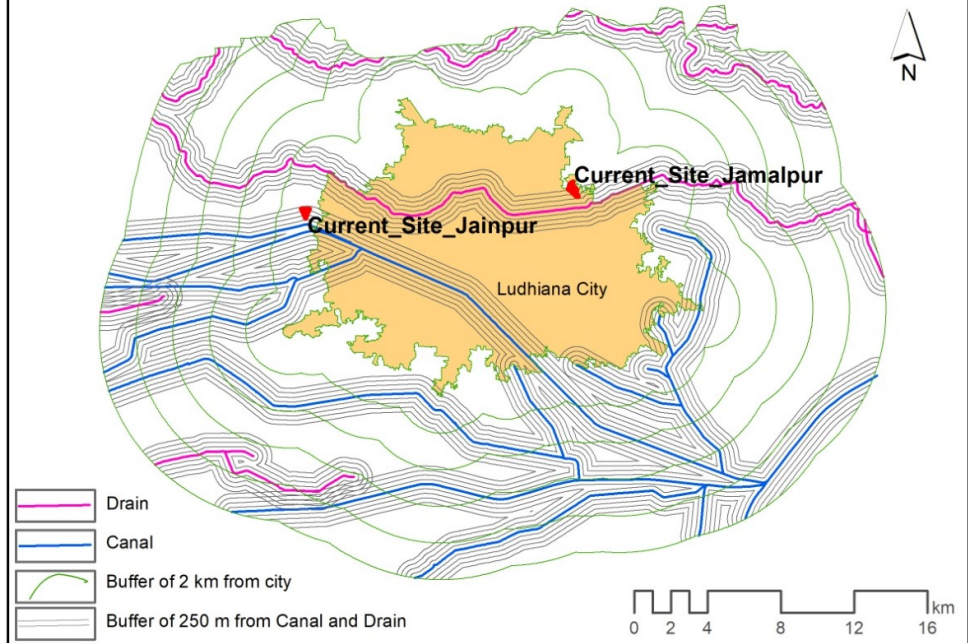 N
Current_Site_Jamalpur
Current_Site_Jainpur
Ludhiana City
Drain
Canal
Buffer of 2 km from city
Buffer of 250 m from Canal and Drain
km
0 2 4 8 12 16